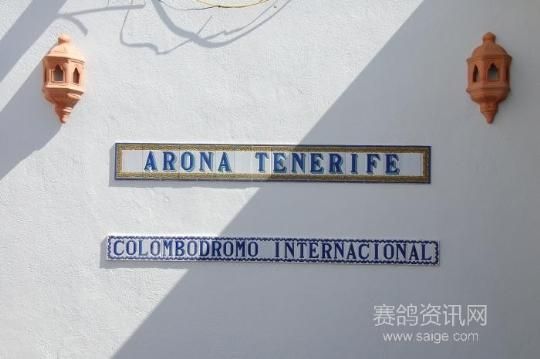 ARONA TENERIFE
COLOMBODROMO INTERNACIONAL
赛鸽资讯网
www.saige.com